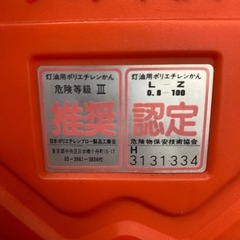 灯油用ポリエチレンかん
危険等級 Ⅲ
推奨
日本ポリエチレンブロー製品工業会
灯油用ポリエチレンかん
L － Z
0.8－100
認定
危険物保安技術協会
H
3131334